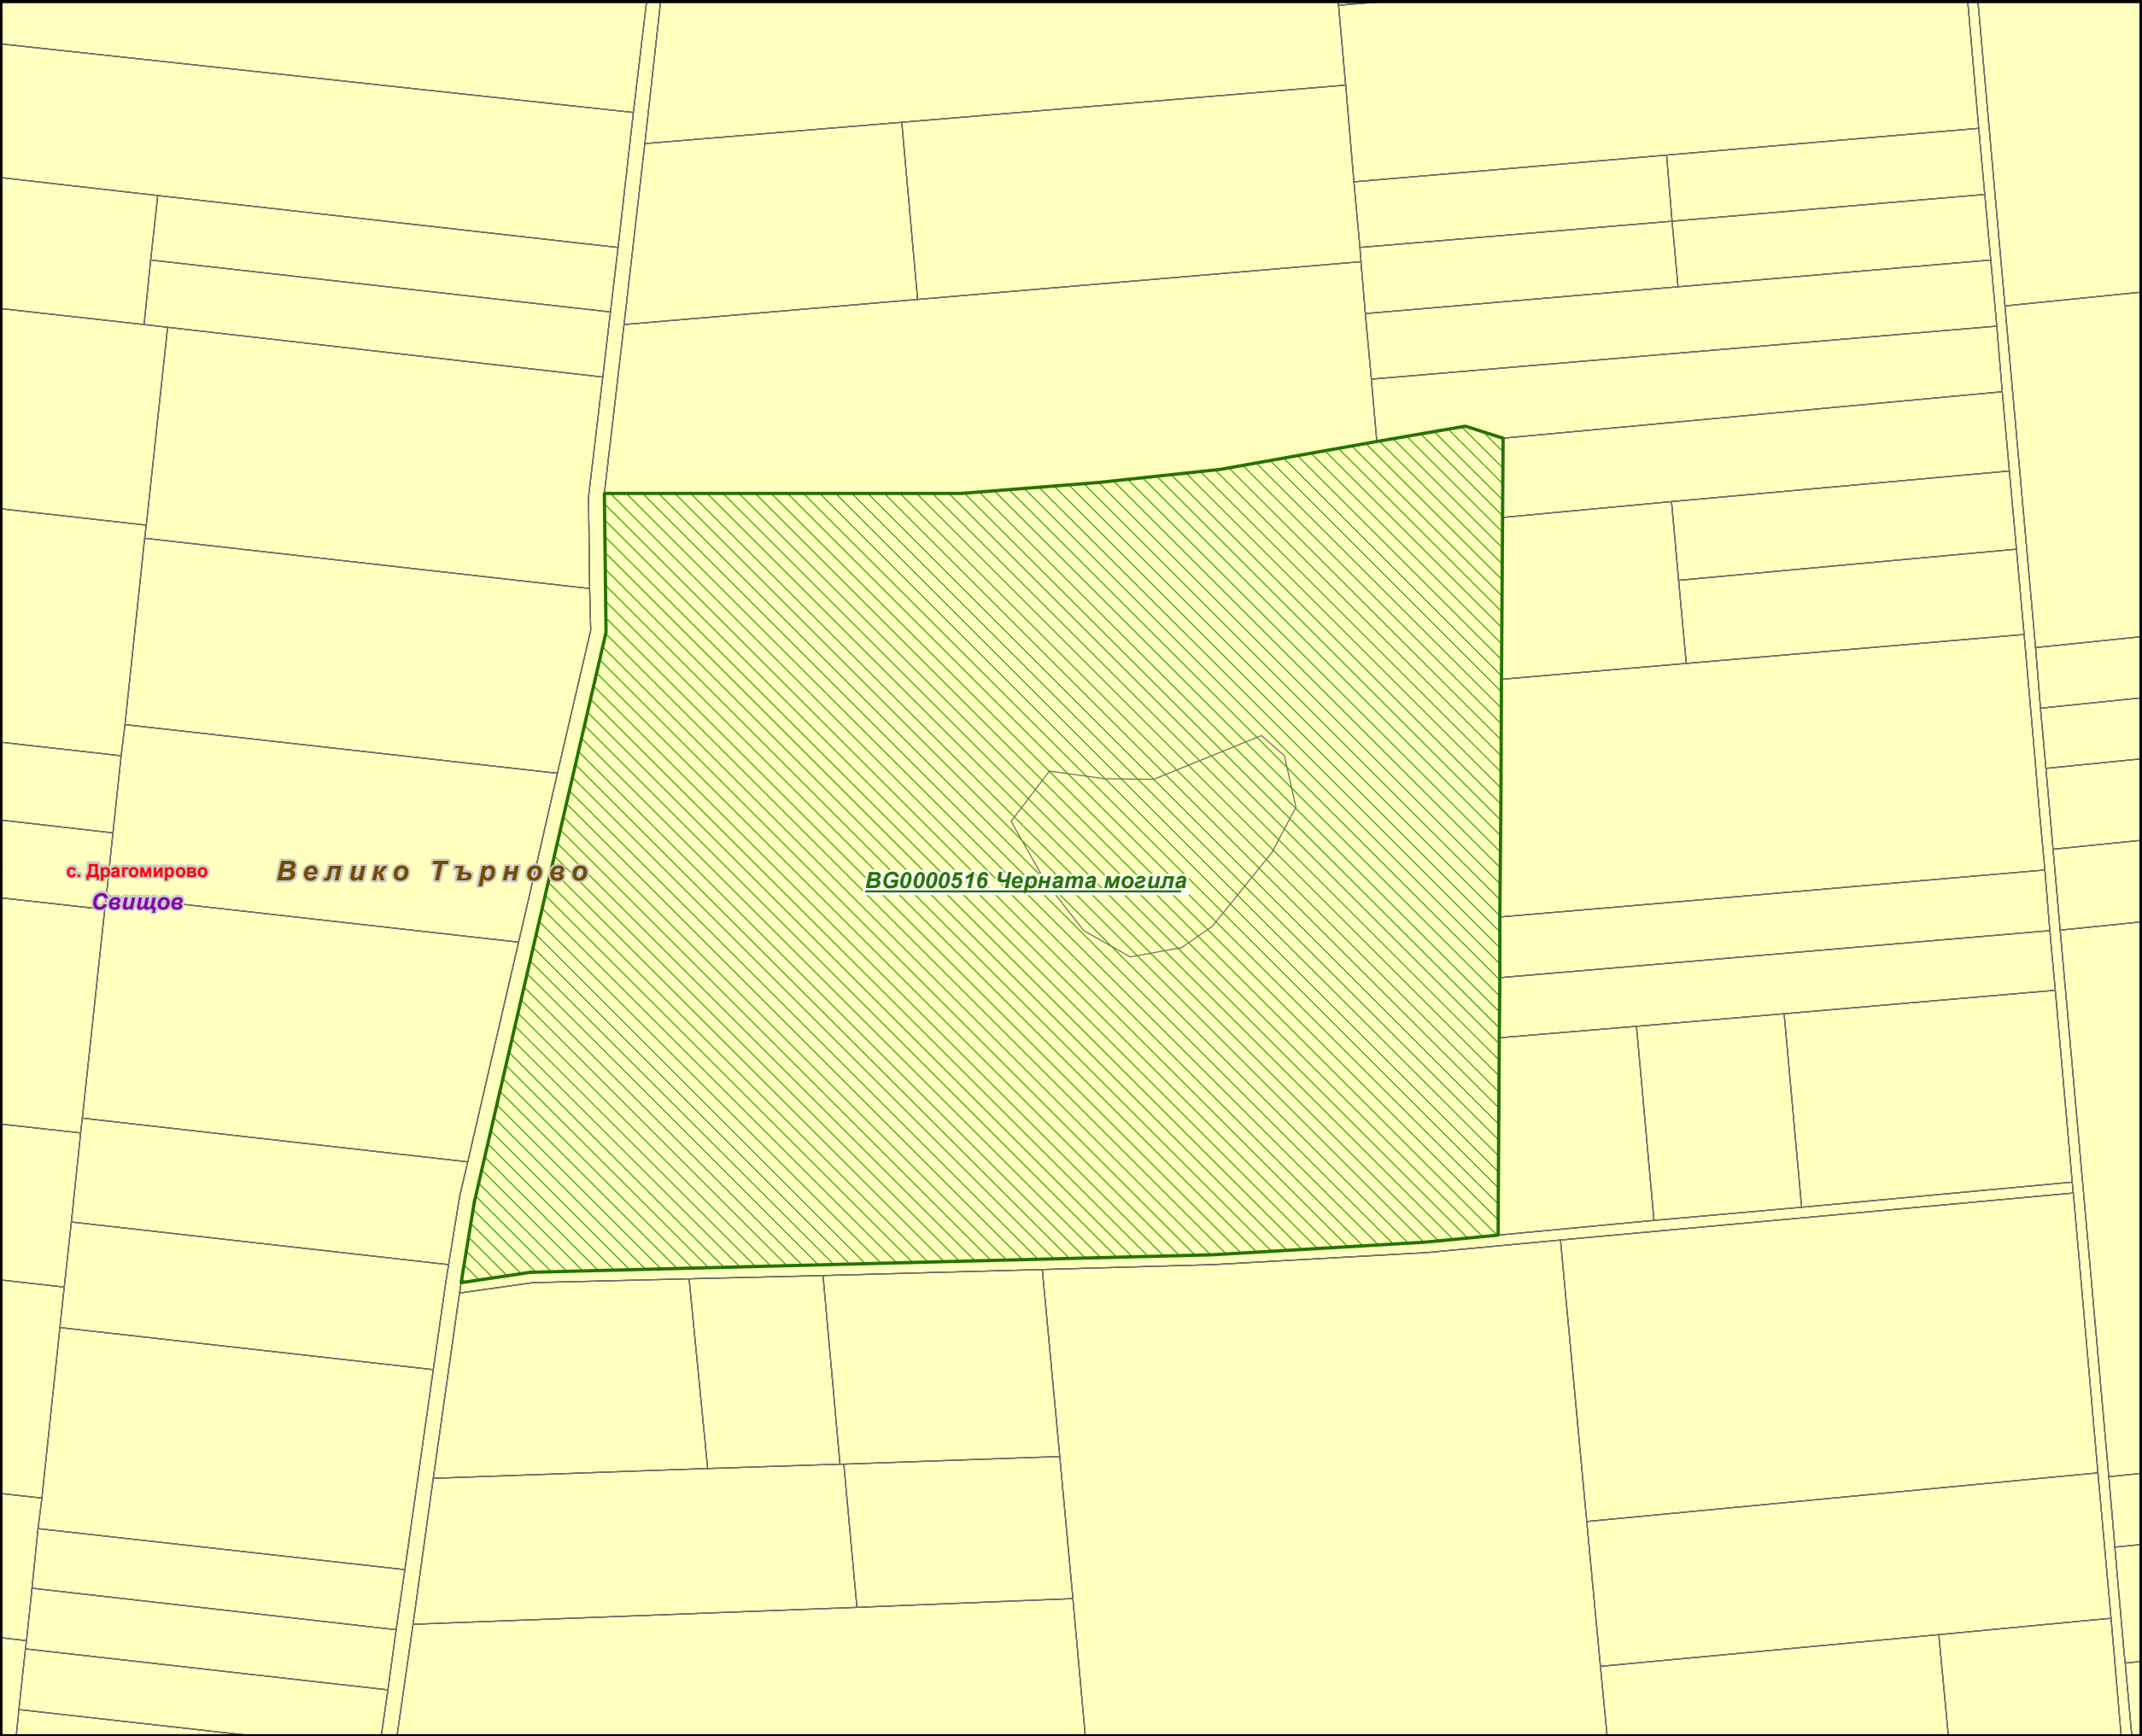 с. Драгомирово
Велико Търново
Свищов
BG0000516 Черната могила